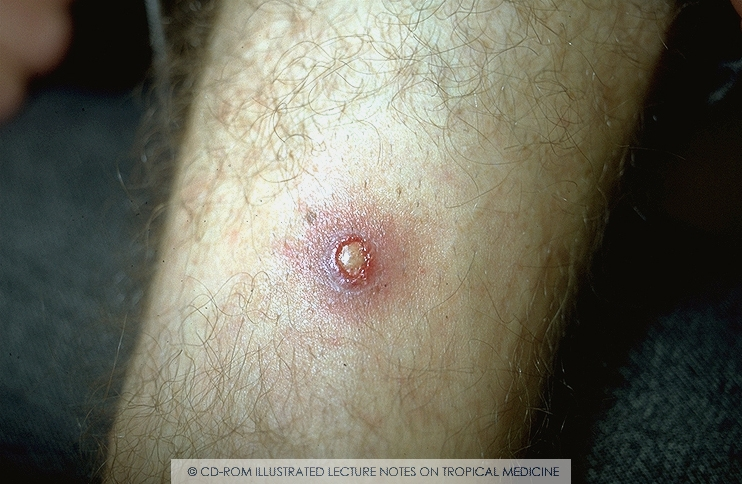 © CD-ROM ILLUSTRATED LECTURE NOTES ON TROPICAL MEDICINE